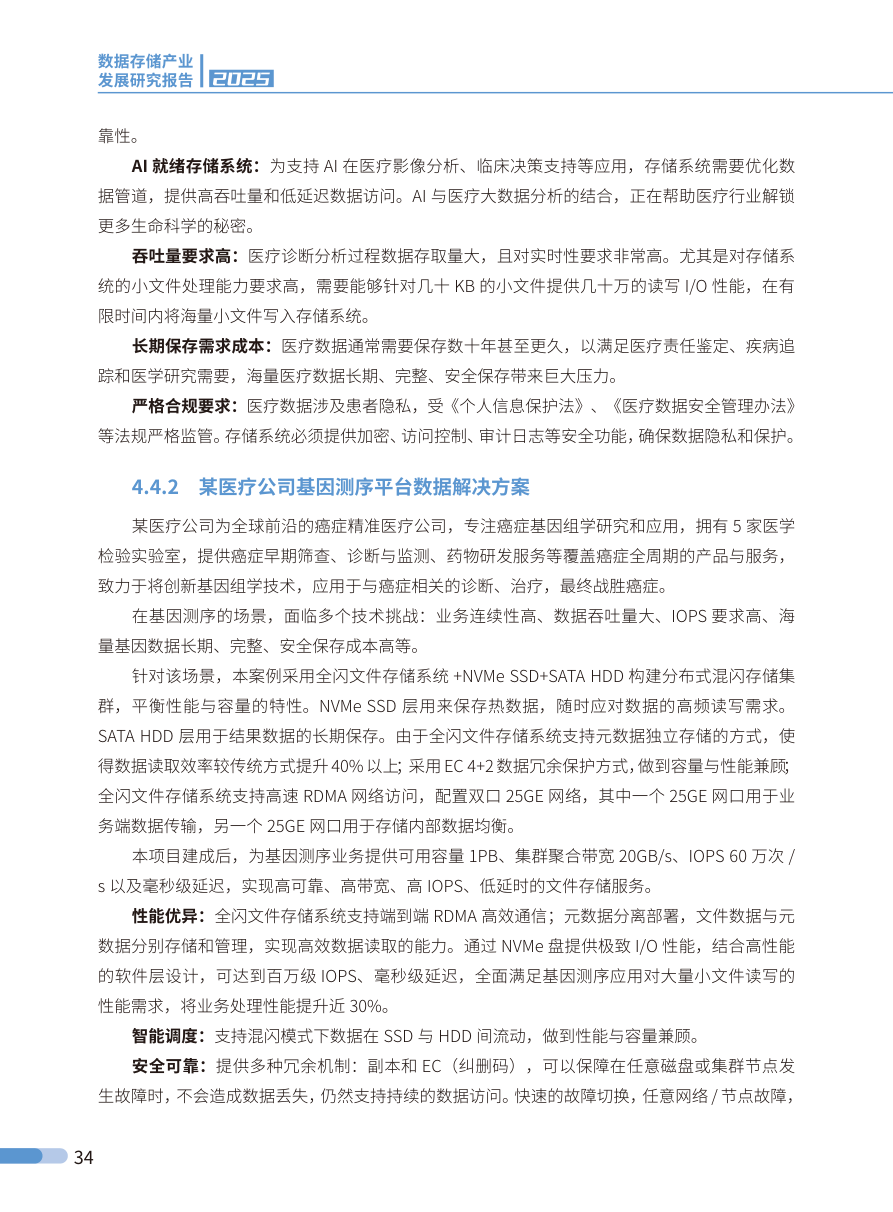 数据存储产业
发展研究报告 2025
靠性。
AI 就绪存储系统：为支持 AI 在医疗影像分析、临床决策支持等应用，存储系统需要优化数
据管道，提供高吞吐量和低延迟数据访问。AI 与医疗大数据分析的结合，正在帮助医疗行业解锁
更多生命科学的秘密。
吞吐量要求高：医疗诊断分析过程数据存取量大，且对实时性要求非常高。尤其是对存储系
统的小文件处理能力要求高，需要能够针对几十 KB 的小文件提供几十万的读写 I/O 性能，在有
限时间内将海量小文件写入存储系统。
长期保存需求成本：医疗数据通常需要保存数十年甚至更久，以满足医疗责任鉴定、疾病追
踪和医学研究需要，海量医疗数据长期、完整、安全保存带来巨大压力。
严格合规要求：医疗数据涉及患者隐私，受《个人信息保护法》、《医疗数据安全管理办法》
等法规严格监管。存储系统必须提供加密、访问控制、审计日志等安全功能，确保数据隐私和保护。
4.4.2 某医疗公司基因测序平台数据解决方案
某医疗公司为全球前沿的癌症精准医疗公司，专注癌症基因组学研究和应用，拥有 5 家医学
检验实验室，提供癌症早期筛查、诊断与监测、药物研发服务等覆盖癌症全周期的产品与服务，
致力于将创新基因组学技术，应用于与癌症相关的诊断、治疗，最终战胜癌症。
在基因测序的场景，面临多个技术挑战：业务连续性高、数据吞吐量大、IOPS 要求高、海
量基因数据长期、完整、安全保存成本高等。
针对该场景，本案例采用全闪文件存储系统 +NVMe SSD+SATA HDD 构建分布式混闪存储集
群，平衡性能与容量的特性。NVMe SSD 层用来保存热数据，随时应对数据的高频读写需求。
SATA HDD 层用于结果数据的长期保存。由于全闪文件存储系统支持元数据独立存储的方式，使
得数据读取效率较传统方式提升 40% 以上；采用 EC 4+2 数据冗余保护方式，做到容量与性能兼顾；
全闪文件存储系统支持高速 RDMA 网络访问，配置双口 25GE 网络，其中一个 25GE 网口用于业
务端数据传输，另一个 25GE 网口用于存储内部数据均衡。
本项目建成后，为基因测序业务提供可用容量 1PB、集群聚合带宽 20GB/s、IOPS 60 万次 /
s 以及毫秒级延迟，实现高可靠、高带宽、高 IOPS、低延时的文件存储服务。
性能优异：全闪文件存储系统支持端到端 RDMA 高效通信；元数据分离部署，文件数据与元
数据分别存储和管理，实现高效数据读取的能力。通过 NVMe 盘提供极致 I/O 性能，结合高性能
的软件层设计，可达到百万级 IOPS、毫秒级延迟，全面满足基因测序应用对大量小文件读写的
性能需求，将业务处理性能提升近 30%。
智能调度：支持混闪模式下数据在 SSD 与 HDD 间流动，做到性能与容量兼顾。
安全可靠：提供多种冗余机制：副本和 EC（纠删码），可以保障在任意磁盘或集群节点发
生故障时，不会造成数据丢失，仍然支持持续的数据访问。快速的故障切换，任意网络 / 节点故障，
34